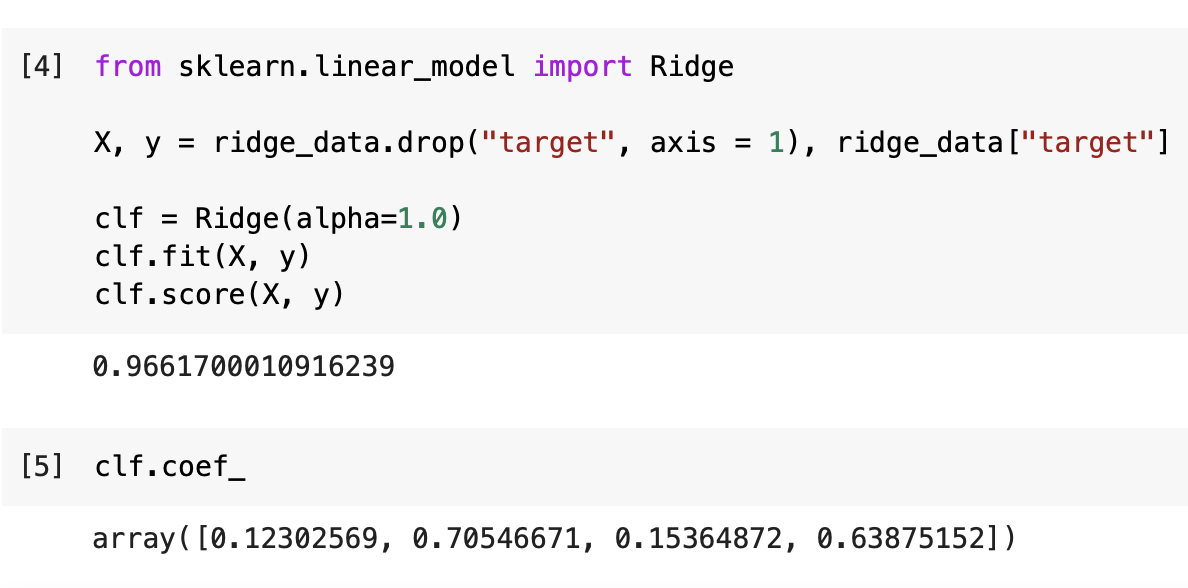 [4] from sklearn.linear_model import Ridge
X, y = ridge_data.drop("target", axis = 1), ridge_data["target"]
clf = Ridge(alpha=1.0)
clf.fit(X, y)
clf.score(X, y)
0.9661700010916239
[5] clf.coef_
array([0.12302569, 0.70546671, 0.15364872, 0.63875152])